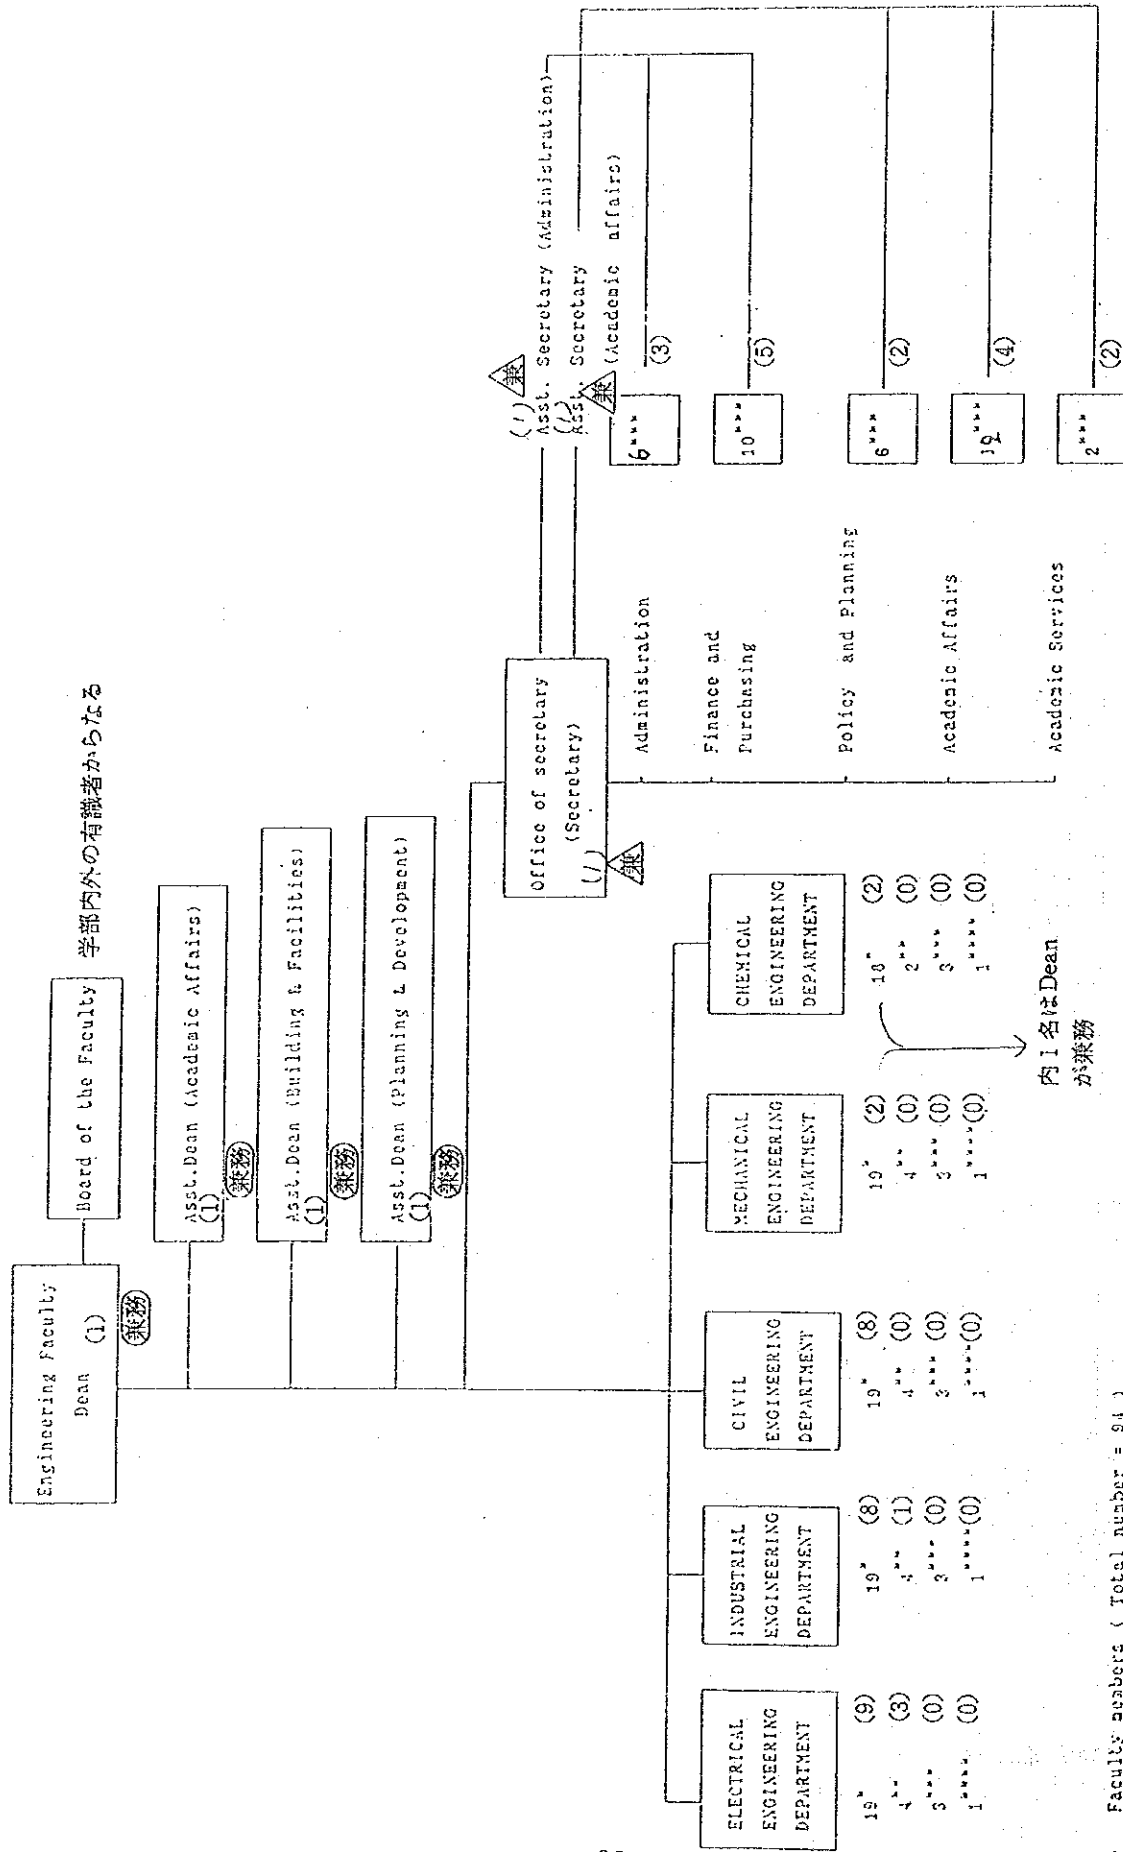 Engineering Faculty
Dean (1)
兼務
Board of the Faculty
学部内外の有識者からなる
Asst.Dean (Academic Affairs)
(1)
兼務
Asst.Dean (Building & Facilities)
(1)
兼務
Asst.Dean (Planning & Development)
(1)
兼務
Office of secretary
(Secretary)
(1)
兼
(1)
兼
Asst. Secretary (Administration)
(1)
Asst. Secretary
兼
(Academic affairs)
Administration
6*** (3)
Finance and
Purchasing
10*** (5)
Policy and Planning
6*** (2)
Academic Affairs
*** (4)
Academic Services
2*** (2)
ELECTRICAL
ENGINEERING
DEPARTMENT
19* (9)
4** (3)
3*** (0)
1**** (0)
INDUSTRIAL
ENGINEERING
DEPARTMENT
19* (8)
4** (1)
3*** (0)
1**** (0)
CIVIL
ENGINEERING
DEPARTMENT
19* (8)
4** (0)
3*** (0)
1**** (0)
MECHANICAL
ENGINEERING
DEPARTMENT
19* (2)
4** (0)
3*** (0)
1**** (0)
CHEMICAL
ENGINEERING
DEPARTMENT
18* (2)
2** (0)
3*** (0)
1**** (0)
内1名はDean
が兼務
Faculty members ( Total number = 94 )